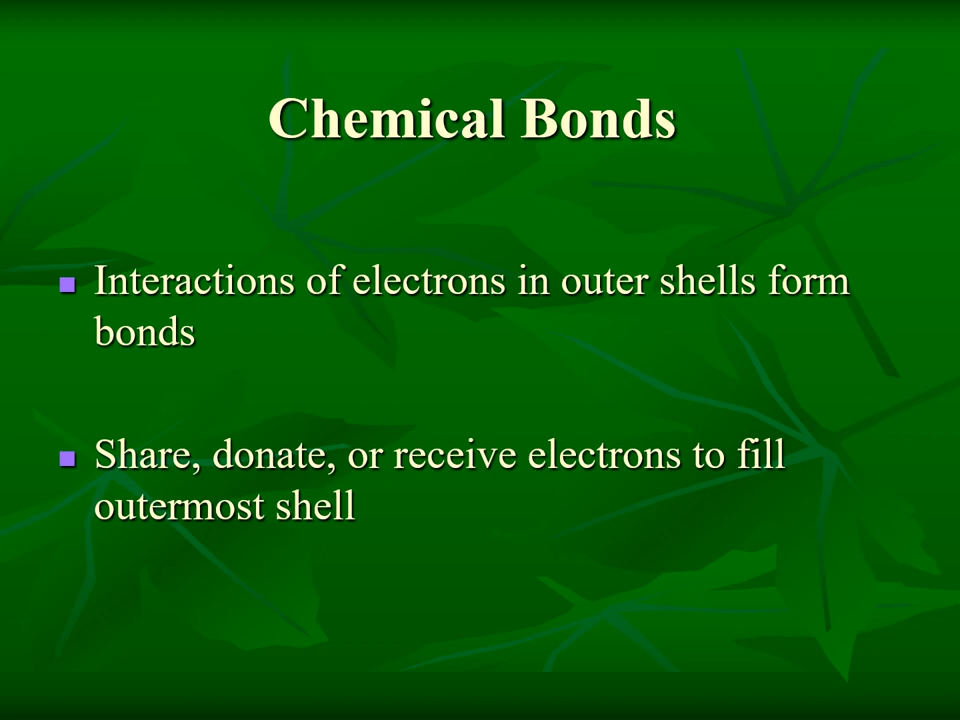 Chemical Bonds
Interactions of electrons in outer shells form
bonds
Share, donate, or receive electrons to fill
outermost shell